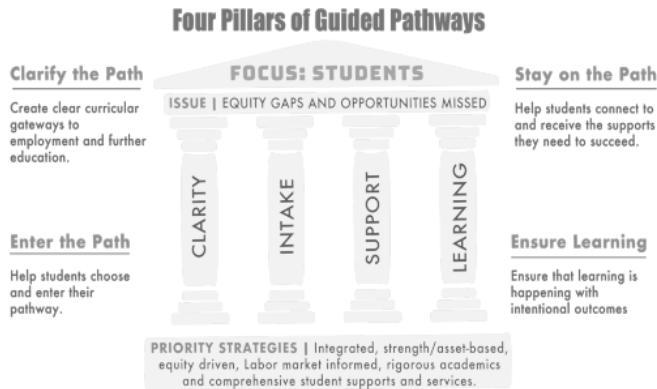 Four Pillars of Guided Pathways
FOCUS: STUDENTS
ISSUE | EQUITY GAPS AND OPPORTUNITIES MISSED
Clarify the Path
Create clear curricular
gateways to
employment and further
education.
Enter the Path
Help students choose
and enter their
pathway.
CLARITY
INTAKE
SUPPORT
LEARNING
Stay on the Path
Help students connect to
and receive the supports
they need to succeed.
Ensure Learning
Ensure that learning is
happening with
intentional outcomes
PRIORITY STRATEGIES | Integrated, strength/asset-based,
equity driven, Labor market informed, rigorous academics
and comprehensive student supports and services.